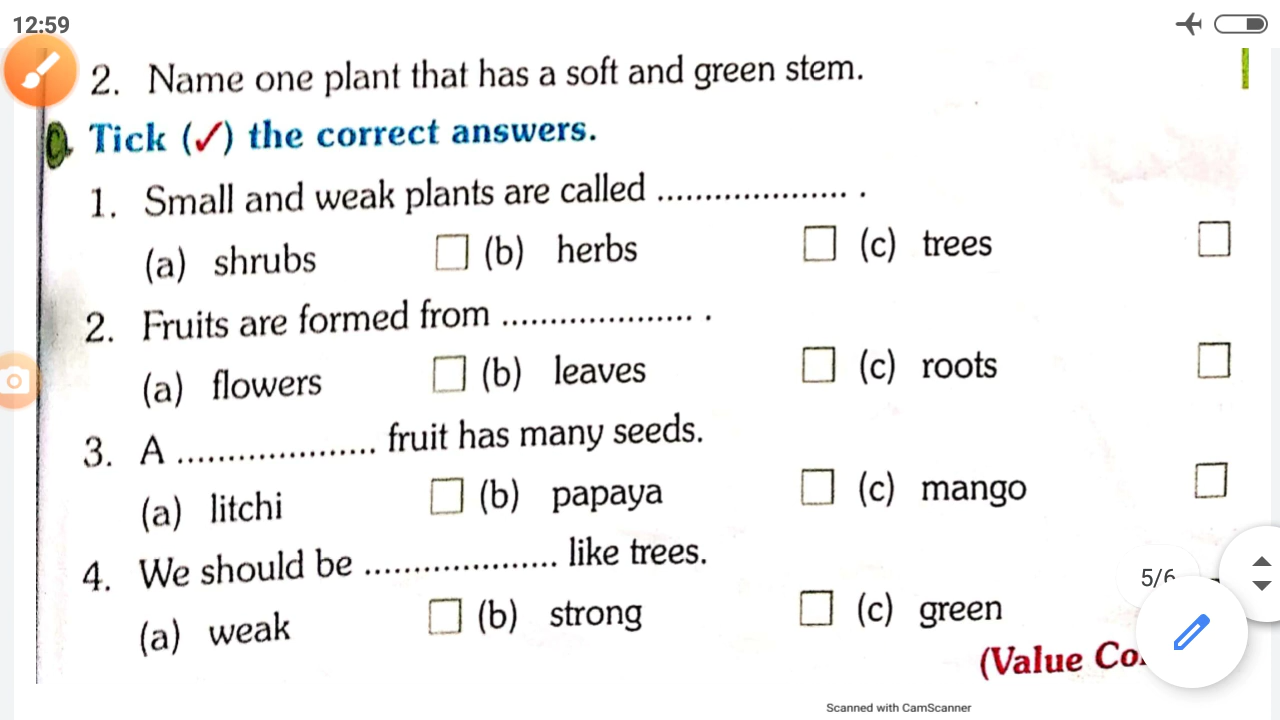 12:59
2. Name one plant that has a soft and green stem.
C. Tick (✓) the correct answers.
1. Small and weak plants are called .................... .
(a) shrubs □ (b) herbs □ (c) trees □
2. Fruits are formed from .................... .
(a) flowers □ (b) leaves □ (c) roots □
3. A .................... fruit has many seeds.
(a) litchi □ (b) papaya □ (c) mango □
4. We should be .................... like trees.
5/6
(a) weak □ (b) strong □ (c) green
(Value
Scanned with CamScanner